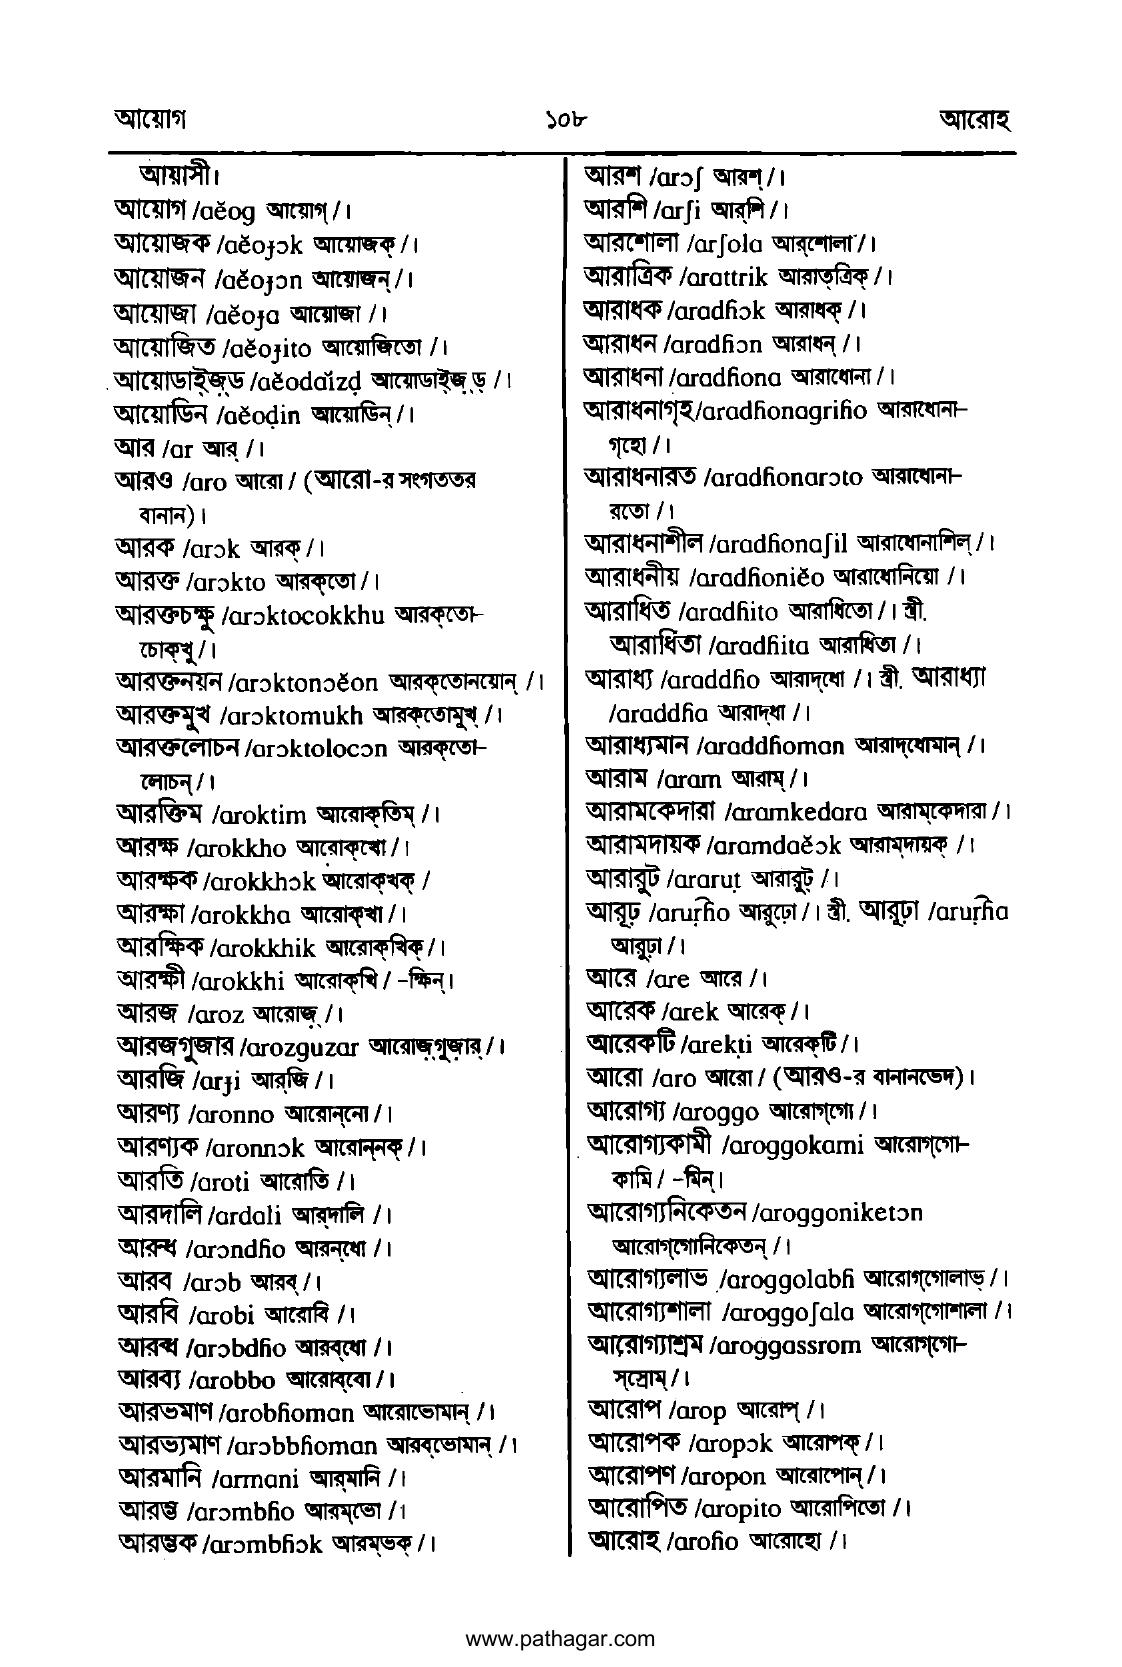 আয়োগ ১০৮ আরোহ
আয়াসী।
আয়োগ /aĕog আয়োগ্ /।
আয়োজক /aĕoɟɔk আয়োজক্ /।
আয়োজন /aĕoɟɔn আয়োজন্ /।
আয়োজা /aĕoɟa আয়োজা /।
আয়োজিত /aĕoɟito আয়োজিতো /।
আয়োডাইজ়্‌ড /aĕodaĭzḍ আয়োডাইজ়্‌ড্ /।
আয়োডিন /aĕoḍin আয়োডিন্ /।
আর /ar আর্ /।
আরও /aro আরো / (আরো-র সংগততর
বানান)।
আরক /arɔk আরক্ /।
আরক্ত /arɔkto আরক্‌তো /।
আরক্তচক্ষু /arɔktocokkhu আরক্‌তো-
চোক্‌খু /।
আরক্তনয়ন /arɔktonɔĕon আরক্‌তোনয়োন্ /।
আরক্তমুখ /arɔktomukh আরক্‌তোমুখ্ /।
আরক্তলোচন /arɔktolocɔn আরক্‌তো-
লোচন্ /।
আরক্তিম /aroktim আরোক্‌তিম্ /।
আরক্ষ /arokkho আরোক্‌খো /।
আরক্ষক /arokkhɔk আরোক্‌খক্ /
আরক্ষা /arokkha আরোক্‌খা /।
আরক্ষিক /arokkhik আরোক্‌খিক্ /।
আরক্ষী /arokkhi আরোক্‌খি / -ক্ষিন্।
আরজ /aroz আরোজ়্ /।
আরজগুজার /arozguzar আরোজ়্‌গুজ়ার্ /।
আরজি /arɟi আর্‌জি /।
আরণ্য /aronno আরোন্‌নো /।
আরণ্যক /aronnɔk আরোন্‌নক্ /।
আরতি /aroti আরোতি /।
আরদালি /ardali আর্‌দালি /।
আরন্ধ /arɔndɦo আরন্‌ধো /।
আরব /arɔb আরব্ /।
আরবি /arobi আরোবি /।
আরব্ধ /arɔbdɦo আরব্‌ধো /।
আরব্য /arobbo আরোব্‌বো /।
আরভমাণ /arobɦoman আরোভোমান্ /।
আরভ্যমাণ /arɔbbɦoman আরব্‌ভোমান্ /।
আরমানি /armani আর্‌মানি /।
আরম্ভ /arɔmbɦo আরম্‌ভো /।
আরম্ভক /arɔmbɦɔk আরম্‌ভক্ /।
আরশ /arɔʃ আরশ্ /।
আরশি /arʃi আর্‌শি /।
আরশোলা /arʃola আর্‌শোলা /।
আরাত্রিক /arattrik আরাত্‌ত্রিক্ /।
আরাধক /aradɦɔk আরাধক্ /।
আরাধন /aradɦɔn আরাধন্ /।
আরাধনা /aradɦona আরাধোনা /।
আরাধনাগৃহ /aradɦonagriɦo আরাধোনা-
গৃহো /।
আরাধনারত /aradɦonarɔto আরাধোনা-
রতো /।
আরাধনাশীল /aradɦonaʃil আরাধোনাশিল্ /।
আরাধনীয় /aradɦoniĕo আরাধোনিয়ো /।
আরাধিত /aradɦito আরাধিতো /। স্ত্রী.
আরাধিতা /aradɦita আরাধিতা /।
আরাধ্য /araddɦo আরাদ্‌ধো /। স্ত্রী. আরাধ্যা
/araddɦa আরাদ্‌ধা /।
আরাধ্যমান /araddɦoman আরাদ্‌ধোমান্ /।
আরাম /aram আরাম্ /।
আরামকেদারা /aramkedara আরাম্‌কেদারা /।
আরামদায়ক /aramdaĕɔk আরাম্‌দায়ক্ /।
আরারুট /ararut̩ আরারুট্ /।
আরূঢ় /arur̩ɦo আরুঢ়ো /। স্ত্রী. আরূঢ়া /arur̩ɦa
আরুঢ়া /।
আরে /are আরে /।
আরেক /arek আরেক্ /।
আরেকটি /arekt̩i আরেক্‌টি /।
আরো /aro আরো / (আরও-র বানানভেদ)।
আরোগ্য /aroggo আরোগ্‌গো /।
আরোগ্যকামী /aroggokami আরোগ্‌গো-
কামি / -মিন্।
আরোগ্যনিকেতন /aroggoniketɔn
আরোগ্‌গোনিকেতন্ /।
আরোগ্যলাভ /aroggolabɦ আরোগ্‌গোলাভ্ /।
আরোগ্যশালা /aroggoʃala আরোগ্‌গোশালা /।
আরোগ্যাশ্রম /aroggassrom আরোগ্‌গো-
স্‌স্রোম্ /।
আরোপ /arop আরোপ্ /।
আরোপক /aropɔk আরোপক্ /।
আরোপণ /aropon আরোপোন্ /।
আরোপিত /aropito আরোপিতো /।
আরোহ /aroɦo আরোহো /।
www.pathagar.com